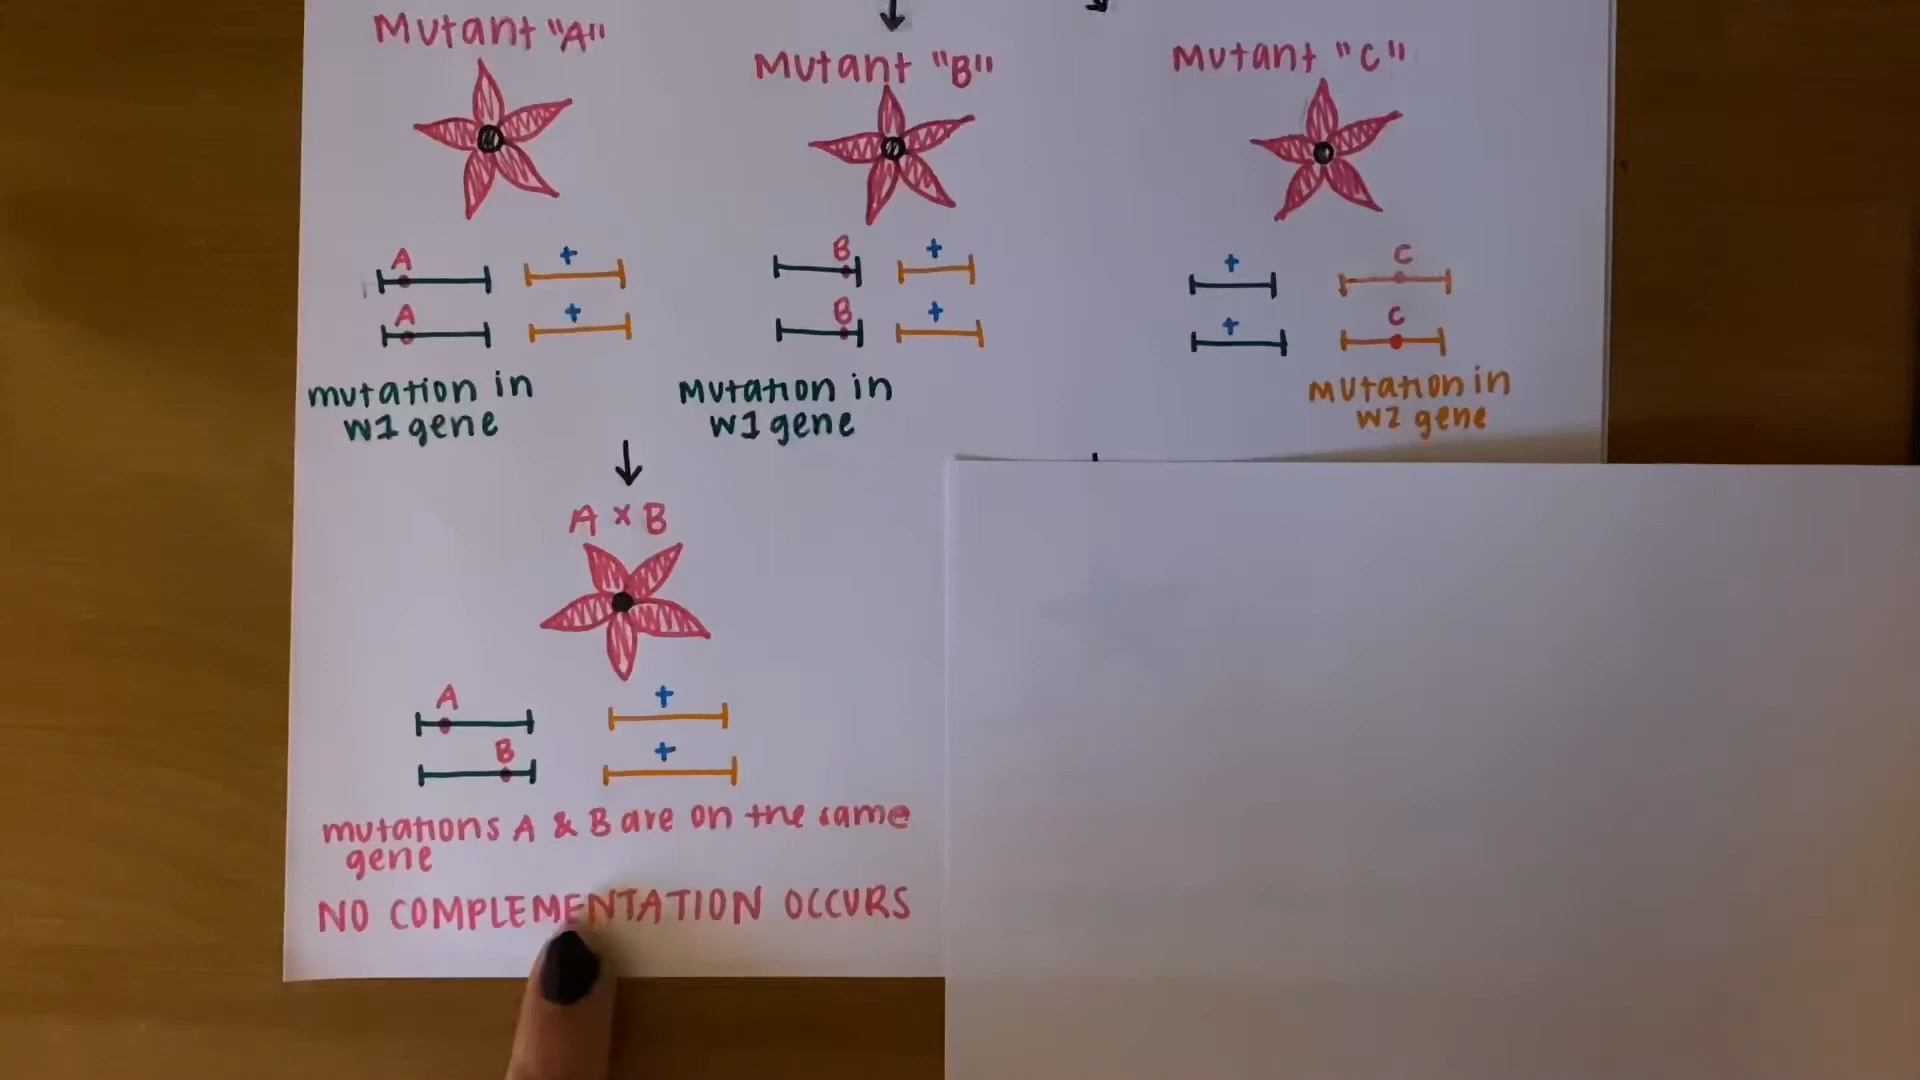 Mutant "A"
Mutant "B"
Mutant "C"
A
+
B
+
+
C
A
+
B
+
+
C
mutation in
W1 gene
Mutation in
W1 gene
Mutation in
W2 gene
A × B
A
+
B
+
mutations A & B are on the same
gene
NO COMPLEMENTATION OCCURS